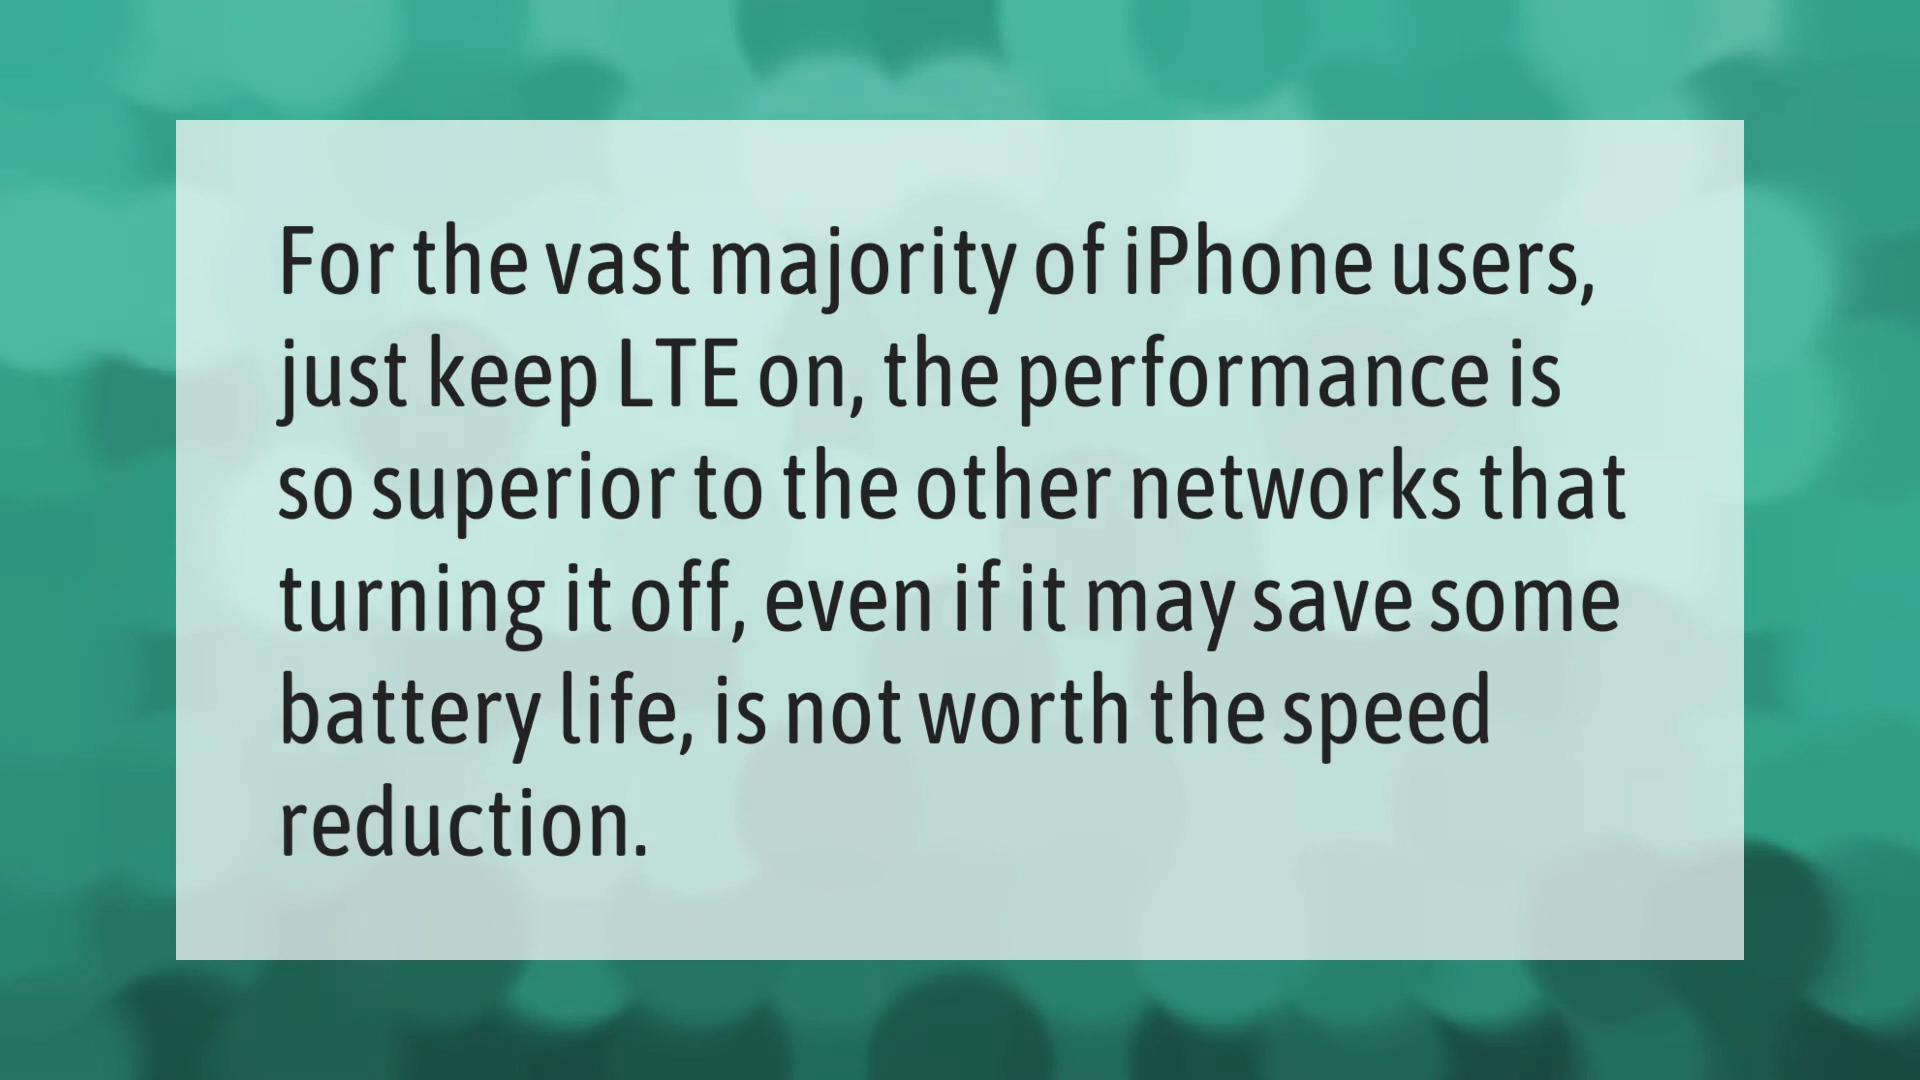 For the vast majority of iPhone users,
just keep LTE on, the performance is
so superior to the other networks that
turning it off, even if it may save some
battery life, is not worth the speed
reduction.